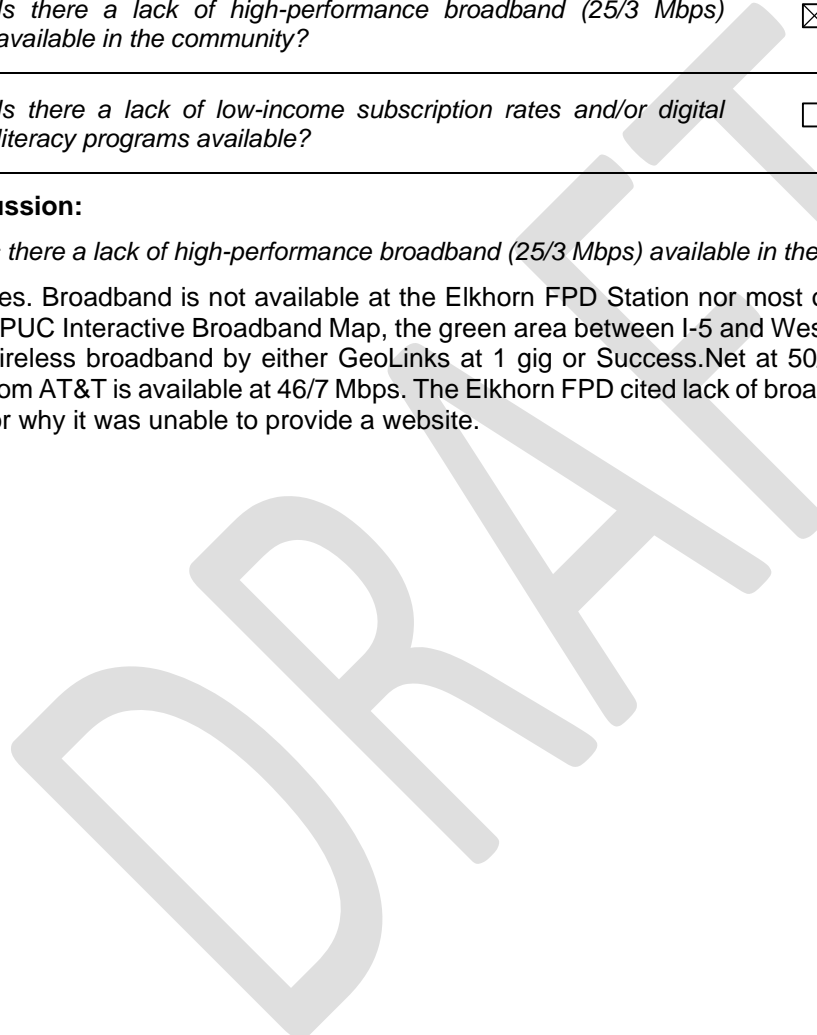 Is there a lack of high-performance broadband (25/3 Mbps)
available in the community?
Is there a lack of low-income subscription rates and/or digital
literacy programs available?
ussion:
there a lack of high-performance broadband (25/3 Mbps) available in the
es. Broadband is not available at the Elkhorn FPD Station nor most
PUC Interactive Broadband Map, the green area between I-5 and Wes
ireless broadband by either GeoLinks at 1 gig or Success.Net at 50
om AT&T is available at 46/7 Mbps. The Elkhorn FPD cited lack of broa
or why it was unable to provide a website.
DRAFT